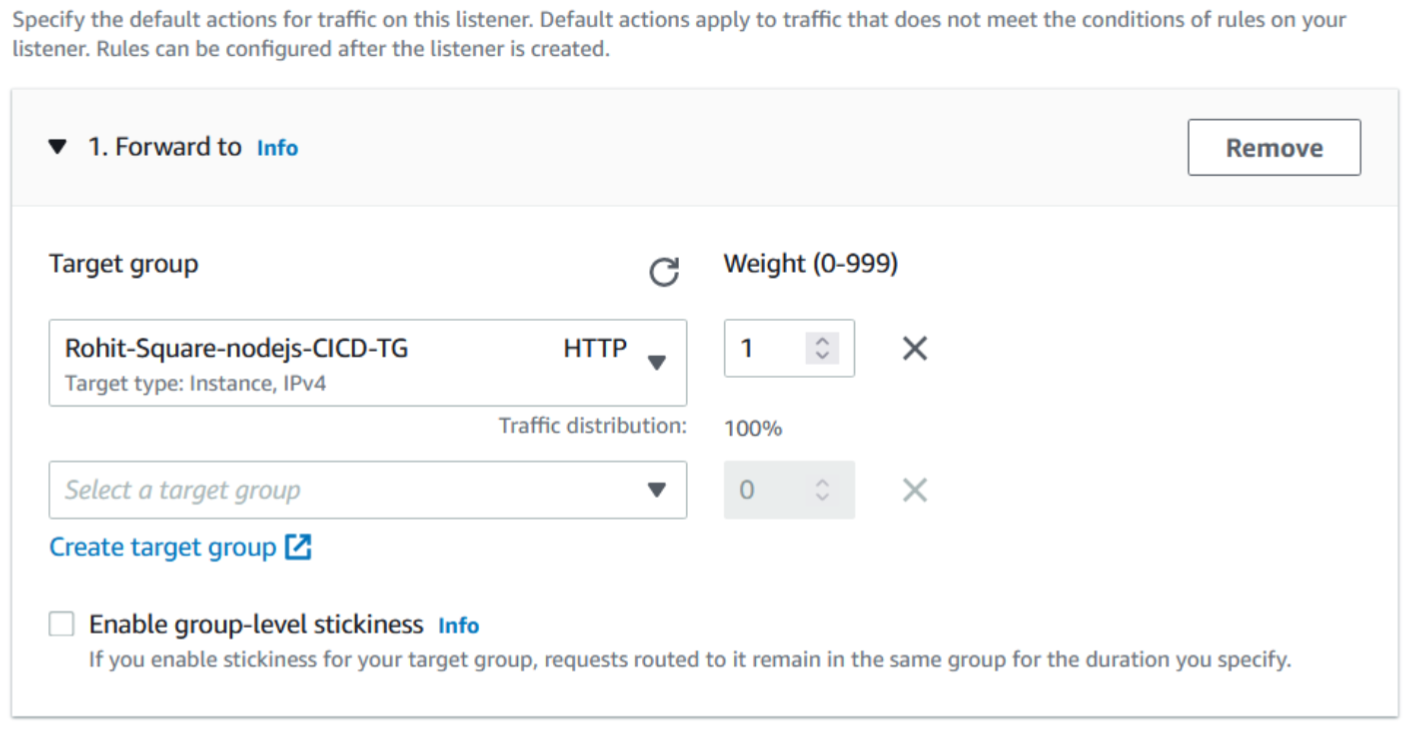 Specify the default actions for traffic on this listener. Default actions apply to traffic that does not meet the conditions of rules on your
listener. Rules can be configured after the listener is created.
1. Forward to Info
Remove
Target group
Weight (0-999)
Rohit-Square-nodejs-CICD-TG HTTP
Target type: Instance, IPv4
1
Traffic distribution: 100%
Select a target group
0
Create target group
Enable group-level stickiness Info
If you enable stickiness for your target group, requests routed to it remain in the same group for the duration you specify.